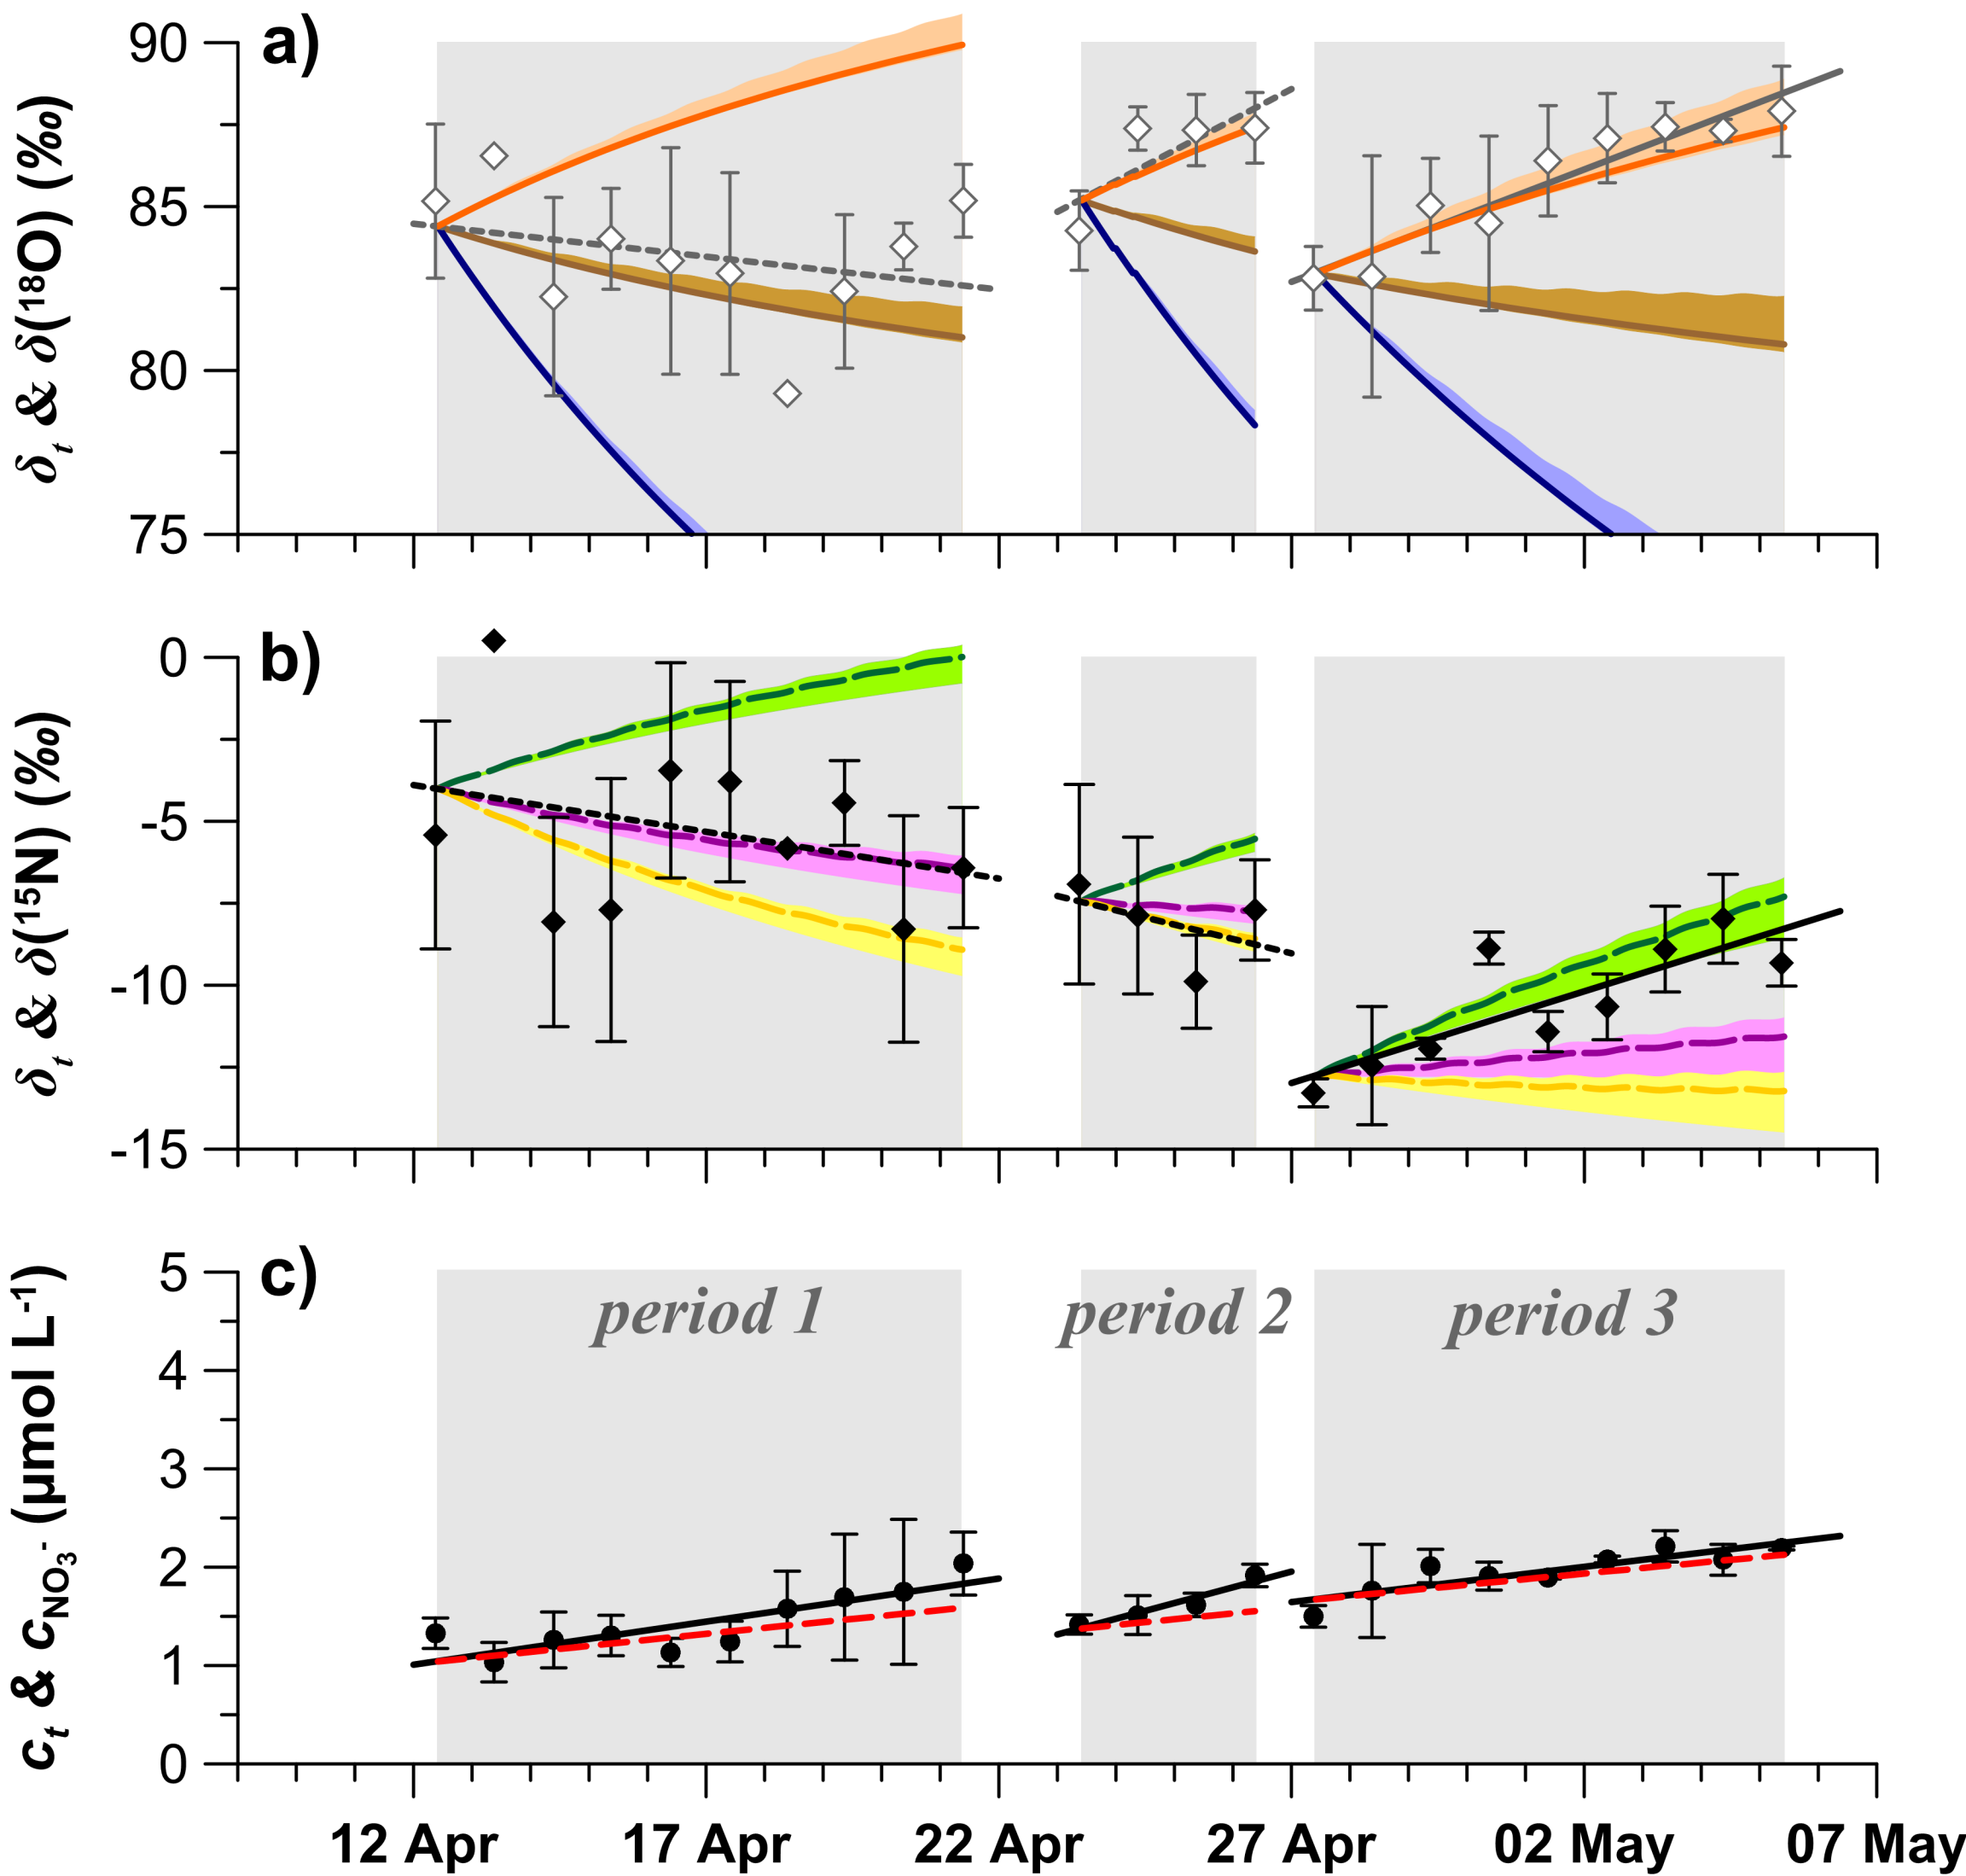 a)
90
85
80
75
δt & δ(18O) (‰)
b)
0
-5
-10
-15
δt & δ(15N) (‰)
c)
period 1 period 2 period 3
5
4
3
2
1
0
ct & cNO3- (µmol L-1)
12 Apr 17 Apr 22 Apr 27 Apr 02 May 07 May